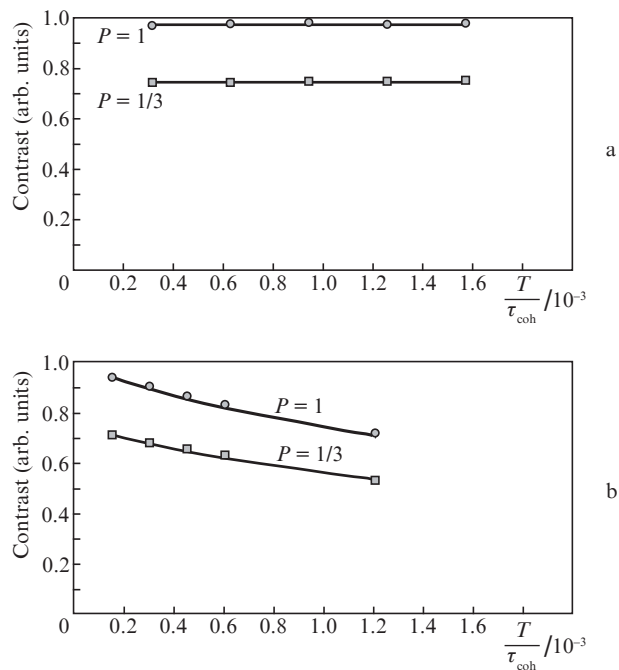 1.0
P = 1
0.8
P = 1/3
0.6
0.4
0.2
0
Contrast (arb. units)
0.2 0.4 0.6 0.8 1.0 1.2 1.4 1.6
T/τcoh /10⁻³
a
1.0
0.8
P = 1
0.6
P = 1/3
0.4
0.2
0
Contrast (arb. units)
0.2 0.4 0.6 0.8 1.0 1.2 1.4 1.6
T/τcoh /10⁻³
b